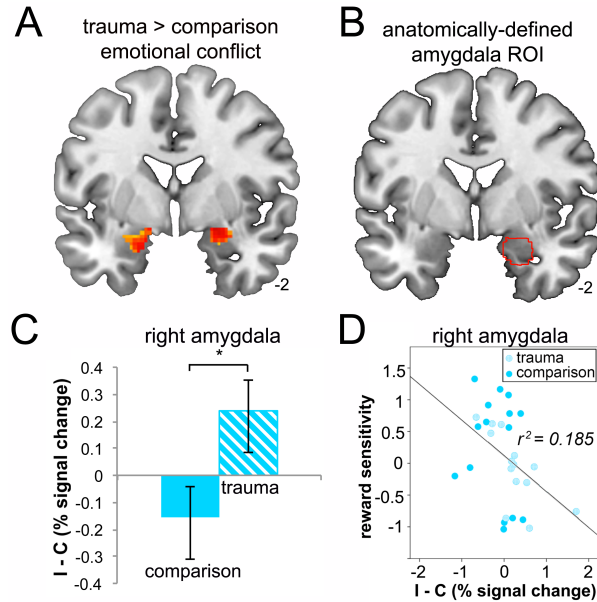 A
trauma > comparison
emotional conflict
-2
B
anatomically-defined
amygdala ROI
-2
C
right amygdala
*
0.4
0.3
0.2
0.1
0
-0.1
-0.2
-0.3
-0.4
I - C (% signal change)
trauma
comparison
D
right amygdala
trauma
comparison
r² = 0.185
1.5
1
0.5
0
-0.5
-1
reward sensitivity
-2
-1
0
1
2
I - C (% signal change)